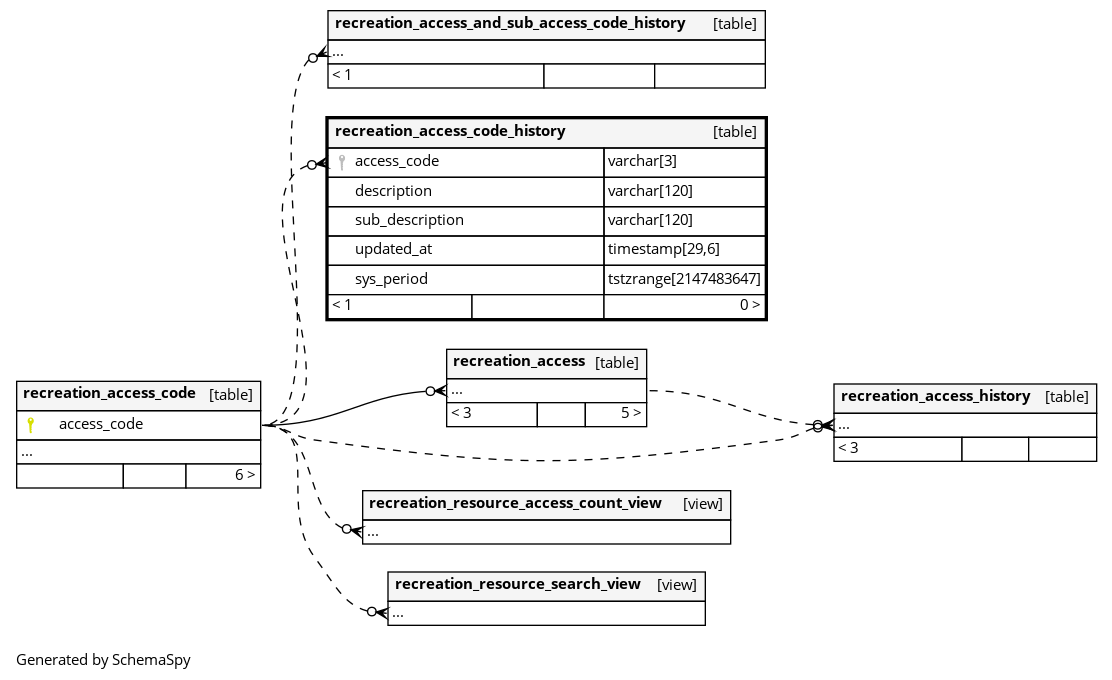 recreation_access_and_sub_access_code_history [table]
...
< 1
recreation_access_code_history [table]
access_code varchar[3]
description varchar[120]
sub_description varchar[120]
updated_at timestamp[29,6]
sys_period tstzrange[2147483647]
< 1 0 >
recreation_access [table]
...
< 3 5 >
recreation_access_code [table]
access_code
...
6 >
recreation_access_history [table]
...
< 3
recreation_resource_access_count_view [view]
...
recreation_resource_search_view [view]
...
Generated by SchemaSpy